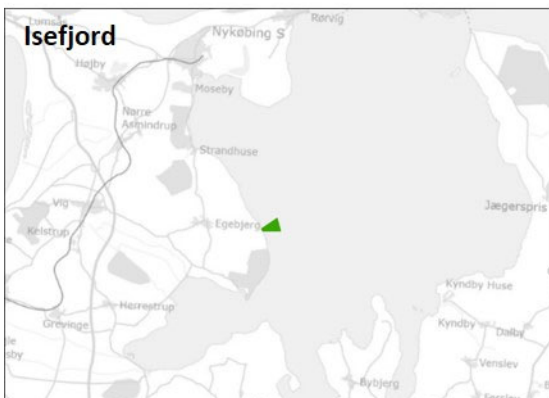 Isefjord
Lumsås
Rørvig
Nykøbing S
Højby
Moseby
Nørre
Asmindrup
Strandhuse
Vig
Jægerspris
Egebjerg
Kelstrup
Kyndby Huse
Herrestrup
Grevinge
Kyndby
Dalby
Venslev
Bybjerg